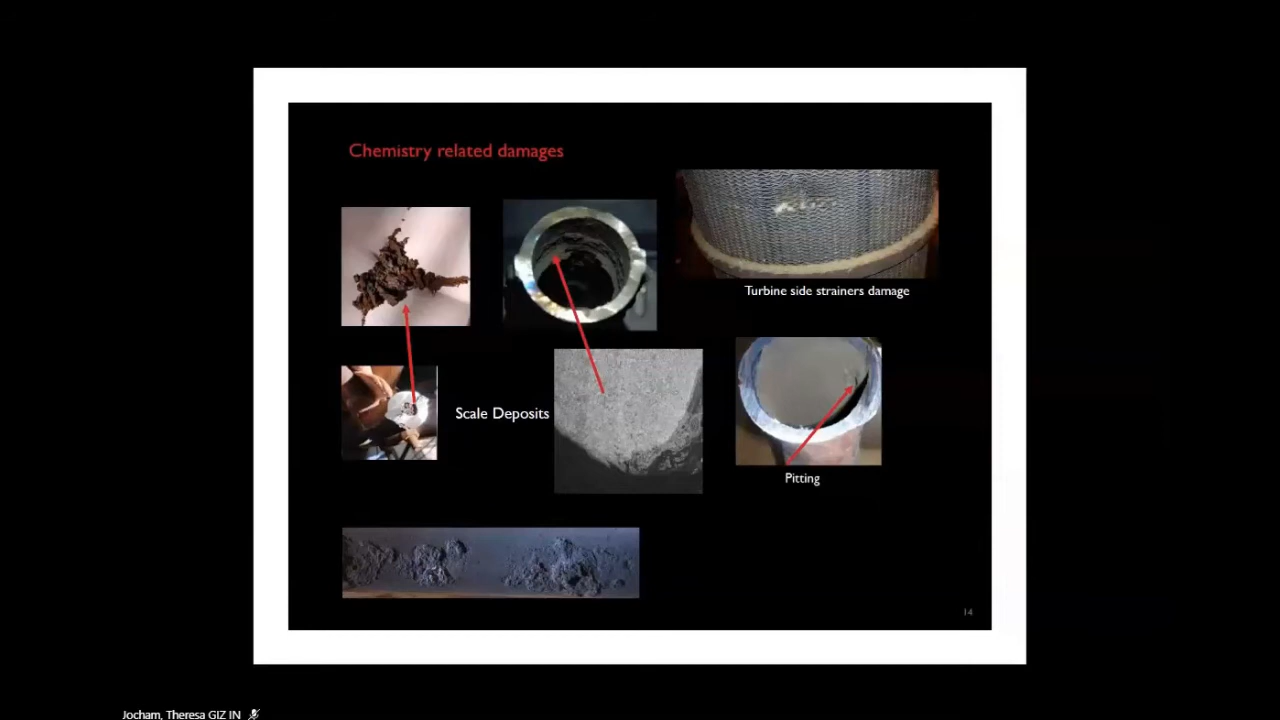 Chemistry related damages
Turbine side strainers damage
Scale Deposits
Pitting
14
Jocham, Theresa GIZ IN